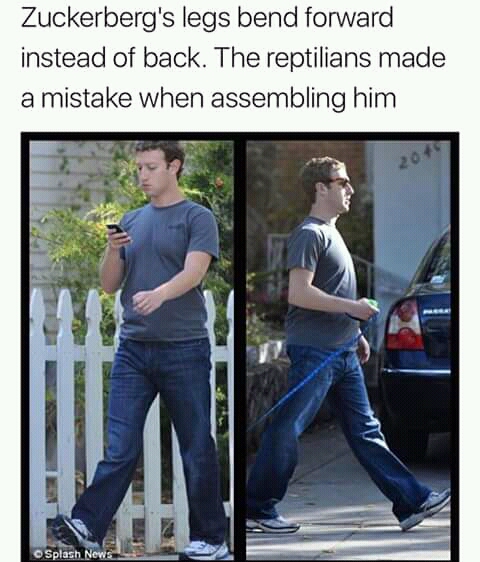 Zuckerberg's legs bend forward
instead of back. The reptilians made
a mistake when assembling him
© Splash News